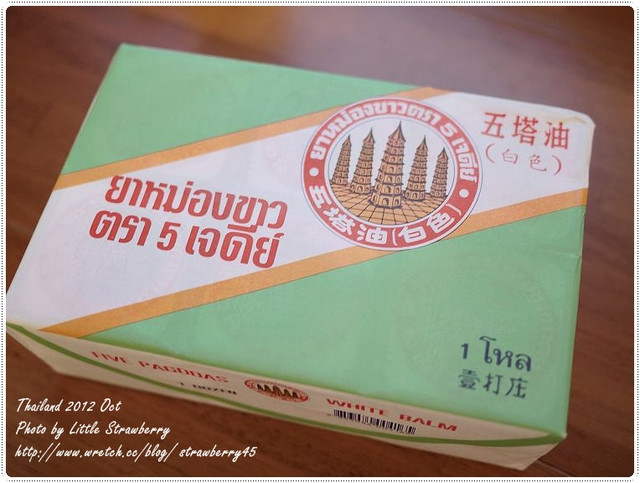 五塔油
(白色)
• ยาหม่องขาวตรา 5 เจดีย์ •
五塔油(白色)
ยาหม่องขาว
ตรา 5 เจดีย์
1 โหล
壹打庄
FIVE PAGODAS
1 DOZEN
WHITE BALM
Thailand 2012 Oct
Photo by Little Strawberry
http://www.wretch.cc/blog/ strawberry45